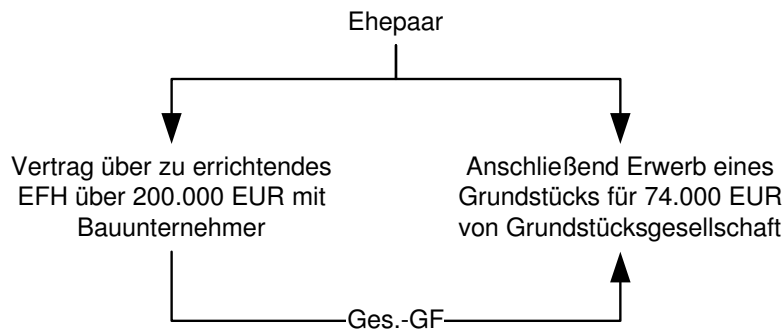 Ehepaar
Vertrag über zu errichtendes
EFH über 200.000 EUR mit
Bauunternehmer
Anschließend Erwerb eines
Grundstücks für 74.000 EUR
von Grundstücksgesellschaft
Ges.-GF